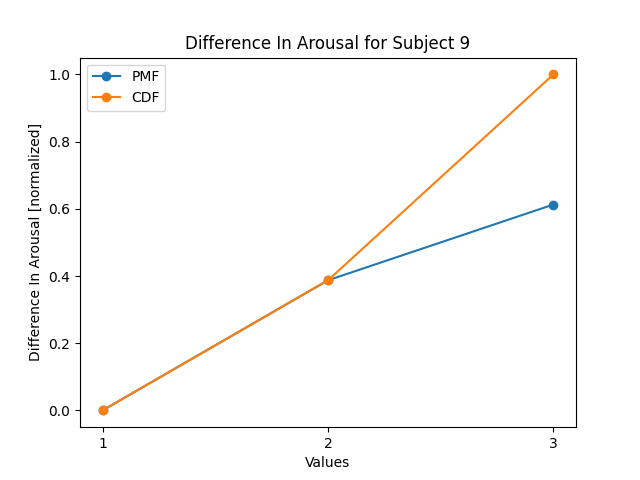 Difference In Arousal for Subject 9
PMF
CDF
Difference In Arousal [normalized]
1.0
0.8
0.6
0.4
0.2
0.0
1
2
3
Values